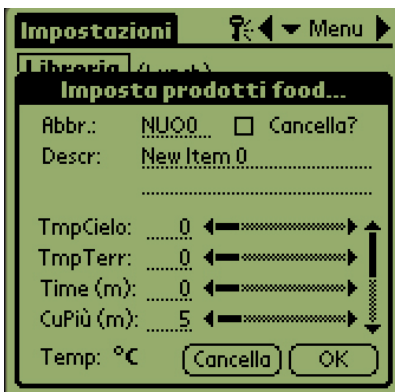 Impostazioni Menu
Libreria (Lunch)
Imposta prodotti food...
Abbr.: NUO0 Cancella?
Descr: New Item 0
TmpCielo: 0
TmpTerr: 0
Time (m): 0
CuPiù (m): 5
Temp: °C Cancella OK